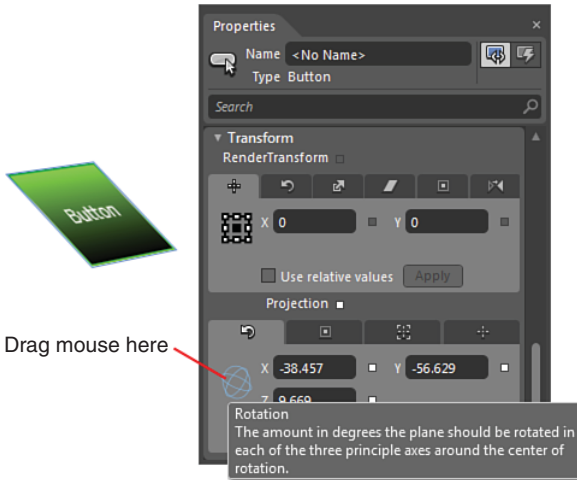 Properties
Name <No Name>
Type Button
Search
Transform
RenderTransform
X 0 Y 0
Use relative values Apply
Projection
X -38.457 Y -56.629
Z 9.669
Button
Drag mouse here
Rotation
The amount in degrees the plane should be rotated in
each of the three principle axes around the center of
rotation.